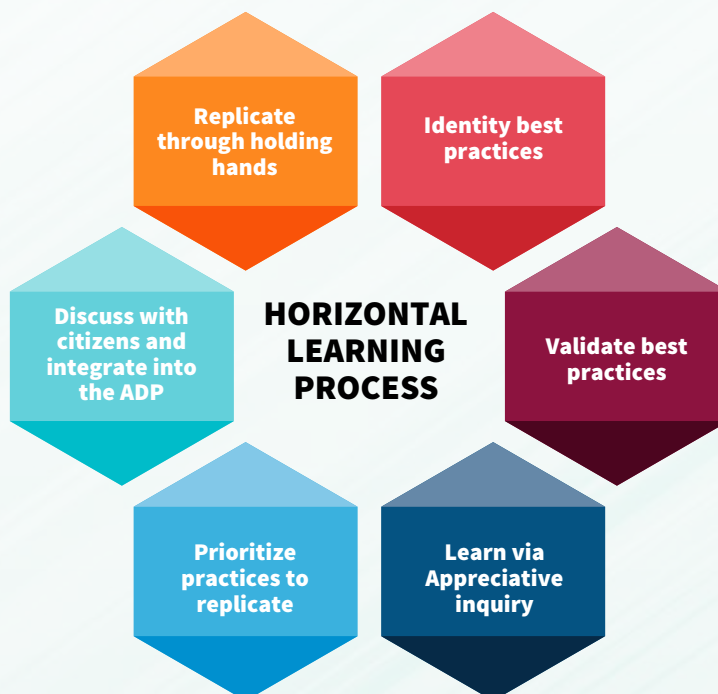 Replicate
through holding
hands
Identity best
practices
Discuss with
citizens and
integrate into
the ADP
HORIZONTAL
LEARNING
PROCESS
Validate best
practices
Prioritize
practices to
replicate
Learn via
Appreciative
inquiry